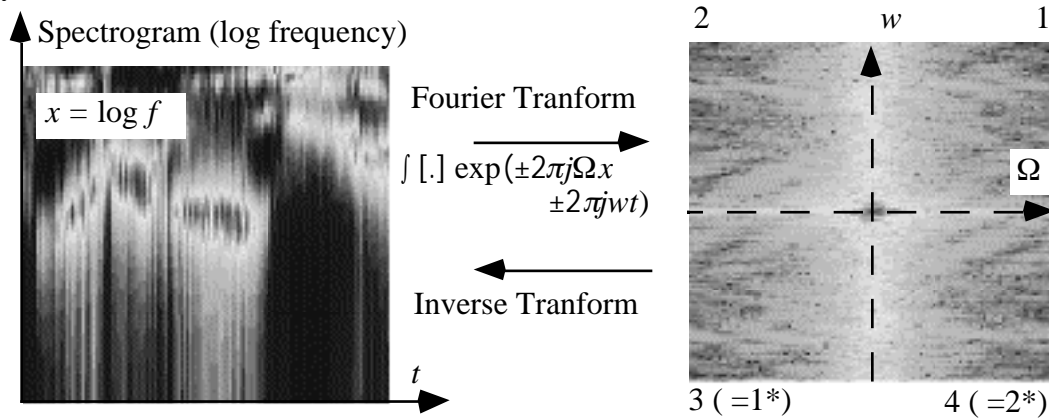 Spectrogram (log frequency)
x = log f
t
Fourier Tranform
∫ [.] exp(±2πjΩx
±2πjwt)
Inverse Tranform
2 w 1
Ω
3 ( =1*) 4 ( =2*)